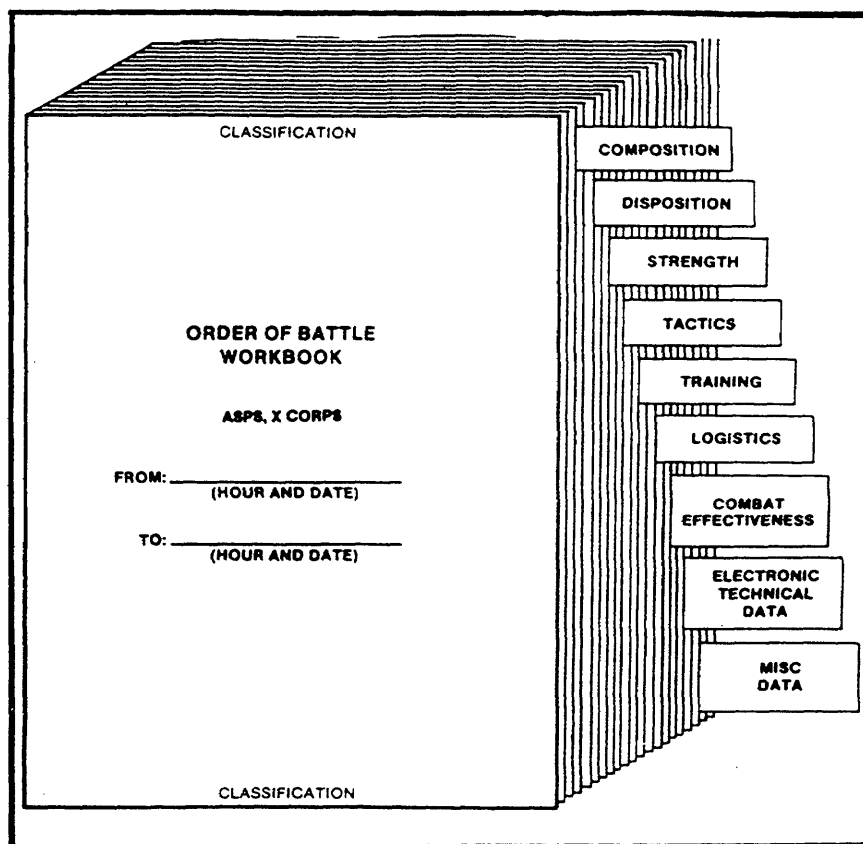 CLASSIFICATION
ORDER OF BATTLE
WORKBOOK
ASPS, X CORPS
FROM:
(HOUR AND DATE)
TO:
(HOUR AND DATE)
CLASSIFICATION
COMPOSITION
DISPOSITION
STRENGTH
TACTICS
TRAINING
LOGISTICS
COMBAT
EFFECTIVENESS
ELECTRONIC
TECHNICAL
DATA
MISC
DATA